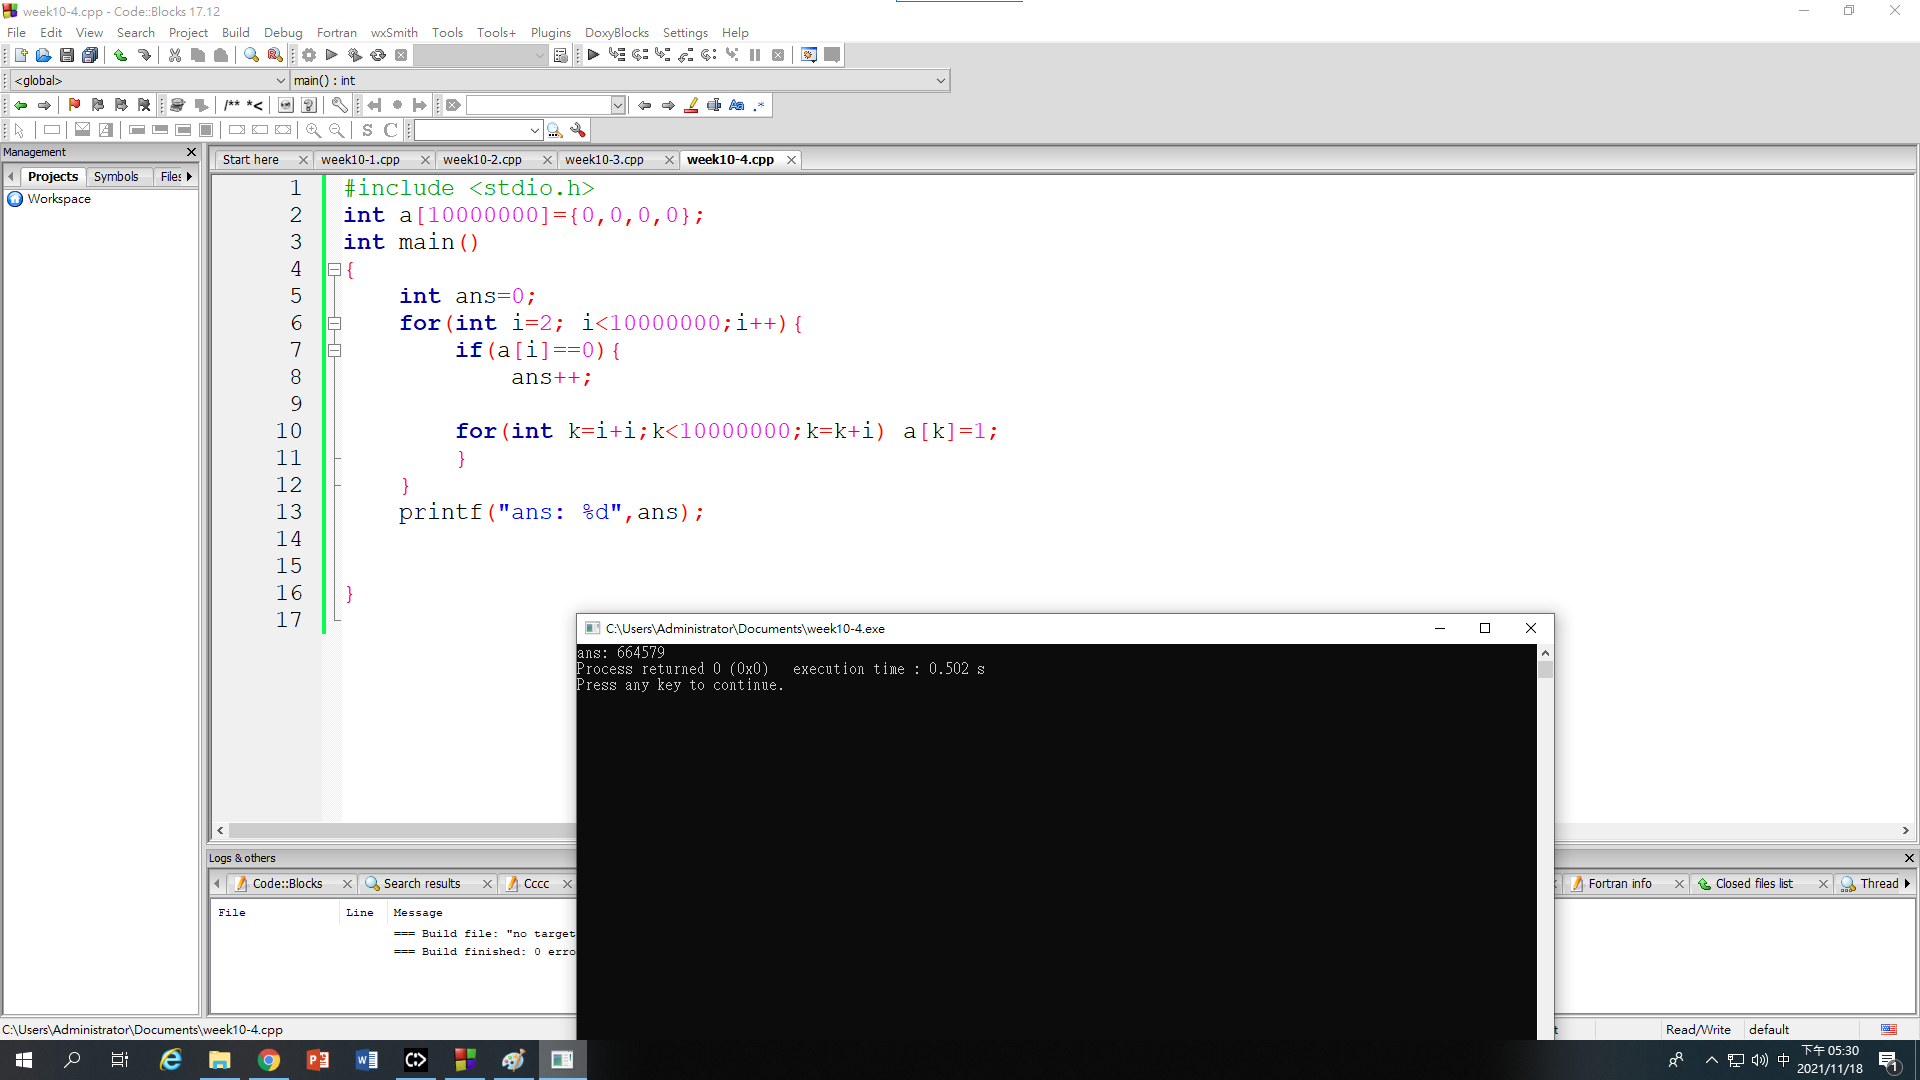 week10-4.cpp - Code::Blocks 17.12
File Edit View Search Project Build Debug Fortran wxSmith Tools Tools+ Plugins DoxyBlocks Settings Help
<global> main() : int
/** *<
S C
Management
Projects Symbols Files
Workspace
Start here week10-1.cpp week10-2.cpp week10-3.cpp week10-4.cpp
1 #include <stdio.h>
2 int a[10000000]={0,0,0,0};
3 int main()
4 {
5 int ans=0;
6 for(int i=2; i<10000000;i++){
7 if(a[i]==0){
8 ans++;
9
10 for(int k=i+i;k<10000000;k=k+i) a[k]=1;
11 }
12 }
13 printf("ans: %d",ans);
14
15
16 }
17
C:\Users\Administrator\Documents\week10-4.exe
ans: 664579
Process returned 0 (0x0)   execution time : 0.502 s
Press any key to continue.
Logs & others
Code::Blocks Search results Cccc Fortran info Closed files list Thread
File Line Message
=== Build file: "no target
=== Build finished: 0 erro
C:\Users\Administrator\Documents\week10-4.cpp
Read/Write default
中
下午 05:30
2021/11/18
1